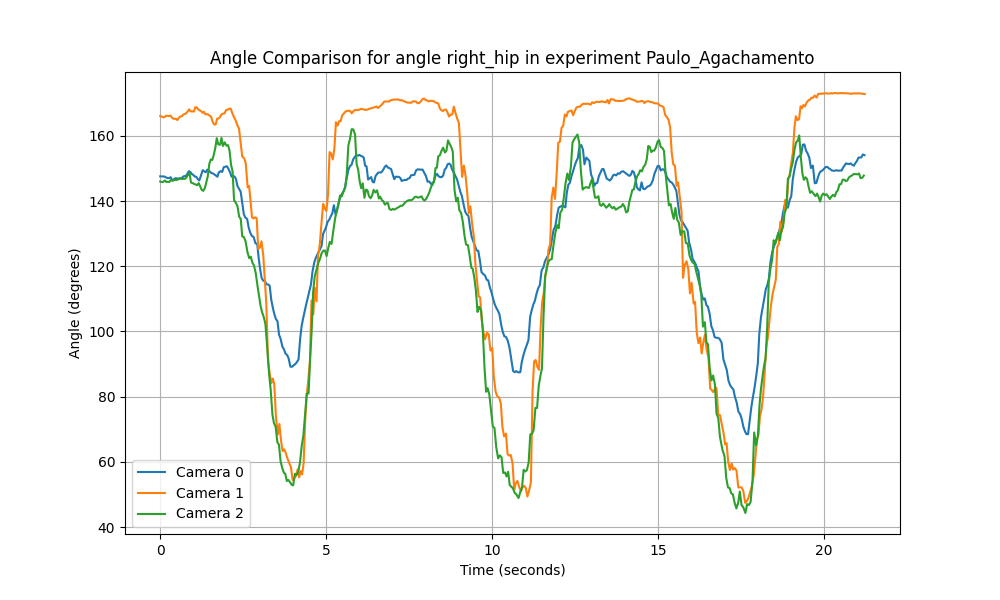 Angle Comparison for angle right_hip in experiment Paulo_Agachamento
Angle (degrees)
160
140
120
100
80
60
40
Camera 0
Camera 1
Camera 2
0 5 10 15 20
Time (seconds)